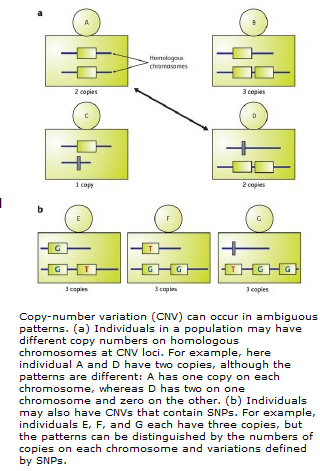 a
A
B
Homologous
chromosomes
2 copies
3 copies
C
D
1 copy
2 copies
b
E
F
G
G
T
G
G
T
G
G
T
G
G
3 copies
3 copies
3 copies
Copy-number variation (CNV) can occur in ambiguous
patterns. (a) Individuals in a population may have
different copy numbers on homologous
chromosomes at CNV loci. For example, here
individual A and D have two copies, although the
patterns are different: A has one copy on each
chromosome, whereas D has two on one
chromosome and zero on the other. (b) Individuals
may also have CNVs that contain SNPs. For example,
individuals E, F, and G each have three copies, but
the patterns can be distinguished by the numbers of
copies on each chromosome and variations defined
by SNPs.